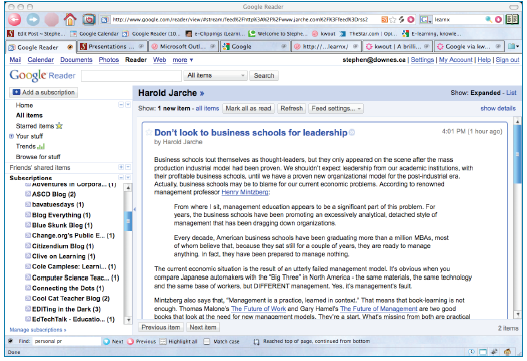 Google Reader
http://www.google.com/reader/view/#stream/feed%2Fhttp%3A%2F%2Fwww.jarche.com%2F%3Ffeed%3Drss2
learnx
Edit Post ~ Stephe... Google Calendar Google Reader (10... e-Clippings (Learni... Welcome to Stephe... kwout TheStar.com Opt... E-learning, knowle...
Google Reader Presentations ... Microsoft Outl... Google http://...learnx/ kwout | A brilli... Google via kw...
Mail Calendar Documents Photos Reader Web more ▼ stephen@downes.ca | Settings | My Account | Help | Sign out
Google Reader All items Search
Add a subscription
Home
All items
Starred items
Your stuff
Trends
Browse for stuff
Friends' shared items
Subscriptions
Adventures in Corpora... (1)
ASCO Blog (2)
bavatuesdays (1)
Blog Everything (1)
Blue Skunk Blog (1)
Change.org's Public E... (1)
Citizendium Blog (1)
Clive on Learning (1)
Cole Camplese: Learni... (1)
Computer Science Teac... (1)
Connecting the Dots (1)
Cool Cat Teacher Blog (2)
EDITing in the Dark (3)
EdTechTalk - Educatio... (1)
Manage subscriptions »
Harold Jarche » Show: Expanded - List
Show: 1 new item - all items Mark all as read Refresh Feed settings... show details
Don't look to business schools for leadership 4:01 PM (1 hour ago)
by Harold Jarche
Business schools tout themselves as thought-leaders, but they only appeared on the scene after the mass
production industrial model had been proven. We shouldn't expect leadership from our academic institutions, with
their profitable business schools, until we have a proven new organizational model for the post-industrial era.
Actually, business schools may be to blame for our current economic problems. According to renowned
management professor Henry Mintzberg:
From where I sit, management education appears to be a significant part of this problem. For
years, the business schools have been promoting an excessively analytical, detached style of
management that has been dragging down organizations.
Every decade, American business schools have been graduating more than a million MBAs, most
of whom believe that, because they sat still for a couple of years, they are ready to manage
anything. In fact, they have been prepared to manage nothing.
The current economic situation is the result of an utterly failed management model. It's obvious when you
compare Japanese automakers with the "Big Three" in North America - the same materials, the same technology
and the same base of workers, but DIFFERENT management. Yes, it's management's fault.
Mintzberg also says that, "Management is a practice, learned in context." That means that book-learning is not
enough. Thomas Malone's The Future of Work and Gary Hamel's The Future of Management are two good
books that look at the need for new management models. They're a start. What's missing from both are practical
Previous item Next item 2 items
Find: personal pr Next Previous Highlight all Match case Reached top of page, continued from bottom
Done